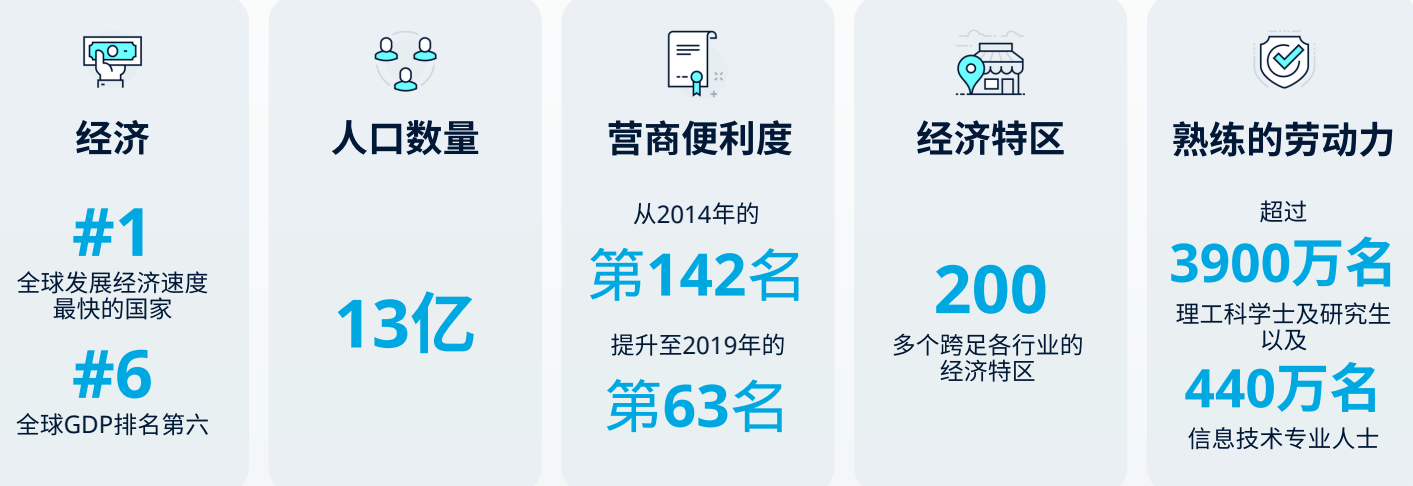 经济
#1
全球发展经济速度
最快的国家
#6
全球GDP排名第六
人口数量
13亿
营商便利度
从2014年的
第142名
提升至2019年的
第63名
经济特区
200
多个跨足各行业的
经济特区
熟练的劳动力
超过
3900万名
理工科学士及研究生
以及
440万名
信息技术专业人士